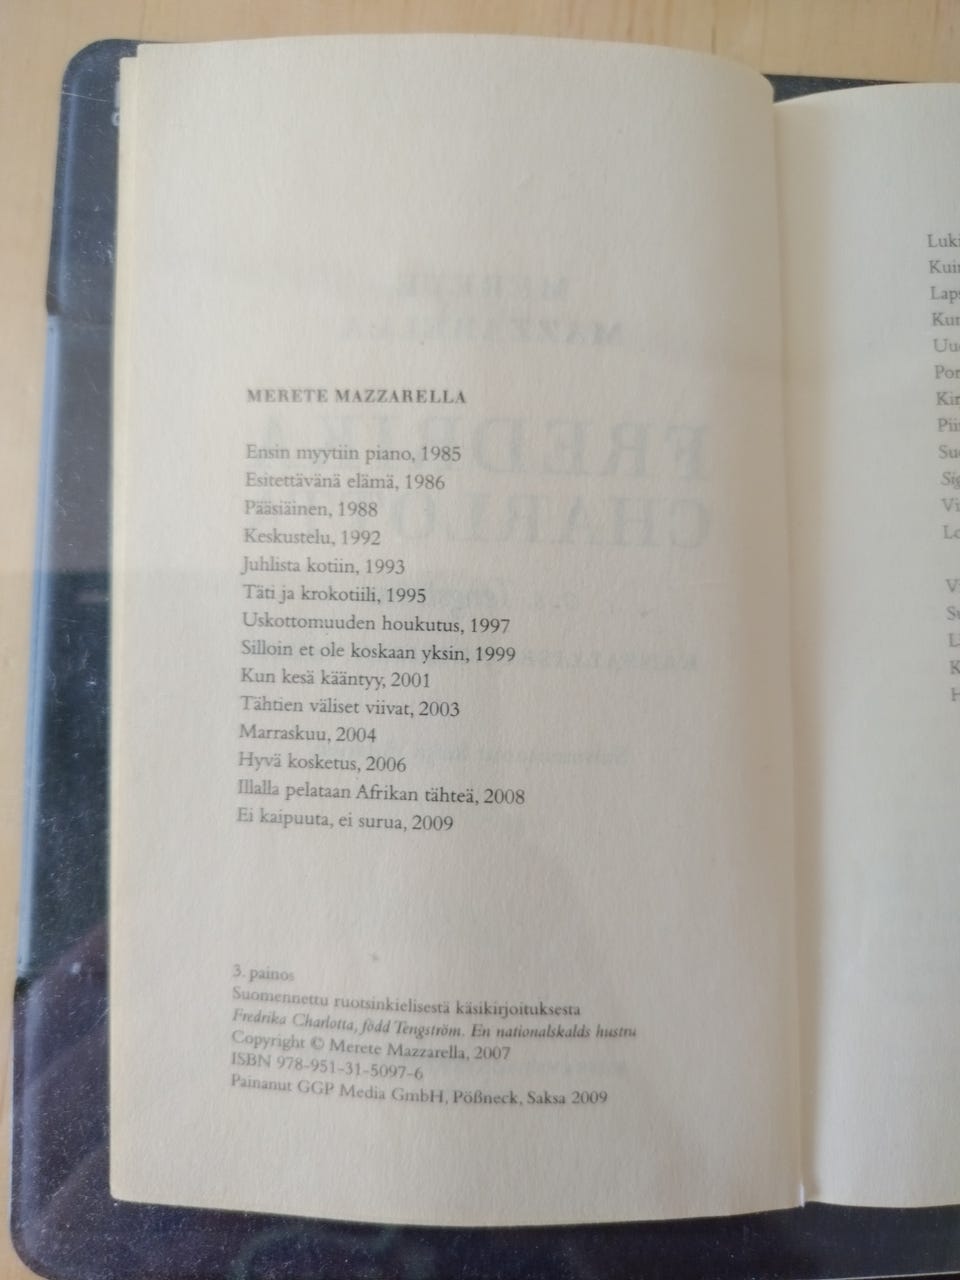 MERETE MAZZARELLA
Ensin myytiin piano, 1985
Esitettävänä elämä, 1986
Pääsiäinen, 1988
Keskustelu, 1992
Juhlista kotiin, 1993
Täti ja krokotiili, 1995
Uskottomuuden houkutus, 1997
Silloin et ole koskaan yksin, 1999
Kun kesä kääntyy, 2001
Tähtien väliset viivat, 2003
Marraskuu, 2004
Hyvä kosketus, 2006
Illalla pelataan Afrikan tähteä, 2008
Ei kaipuuta, ei surua, 2009
3. painos
Suomennettu ruotsinkielisestä käsikirjoituksesta
Fredrika Charlotta, född Tengström. En nationalskalds hustru
Copyright © Merete Mazzarella, 2007
ISBN 978-951-31-5097-6
Painanut GGP Media GmbH, Pößneck, Saksa 2009